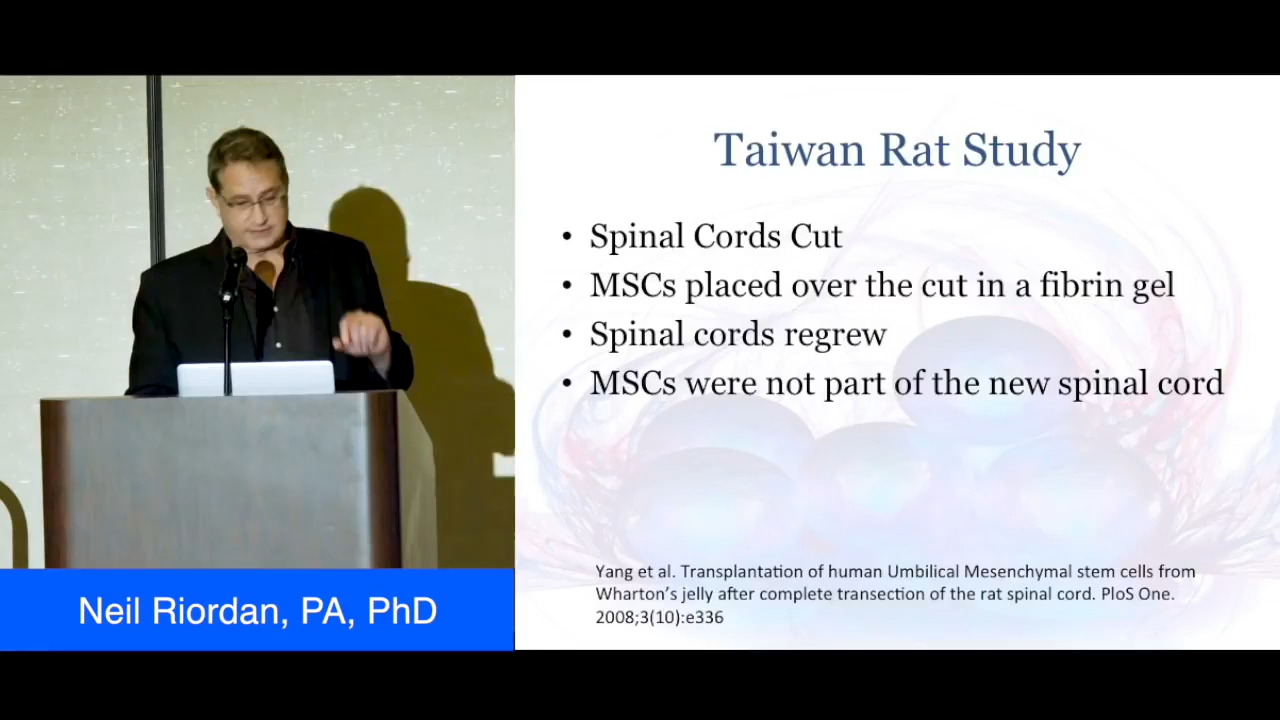 Taiwan Rat Study
• Spinal Cords Cut
• MSCs placed over the cut in a fibrin gel
• Spinal cords regrew
• MSCs were not part of the new spinal cord
Yang et al. Transplantation of human Umbilical Mesenchymal stem cells from
Wharton's jelly after complete transection of the rat spinal cord. PloS One.
2008;3(10):e336
Neil Riordan, PA, PhD